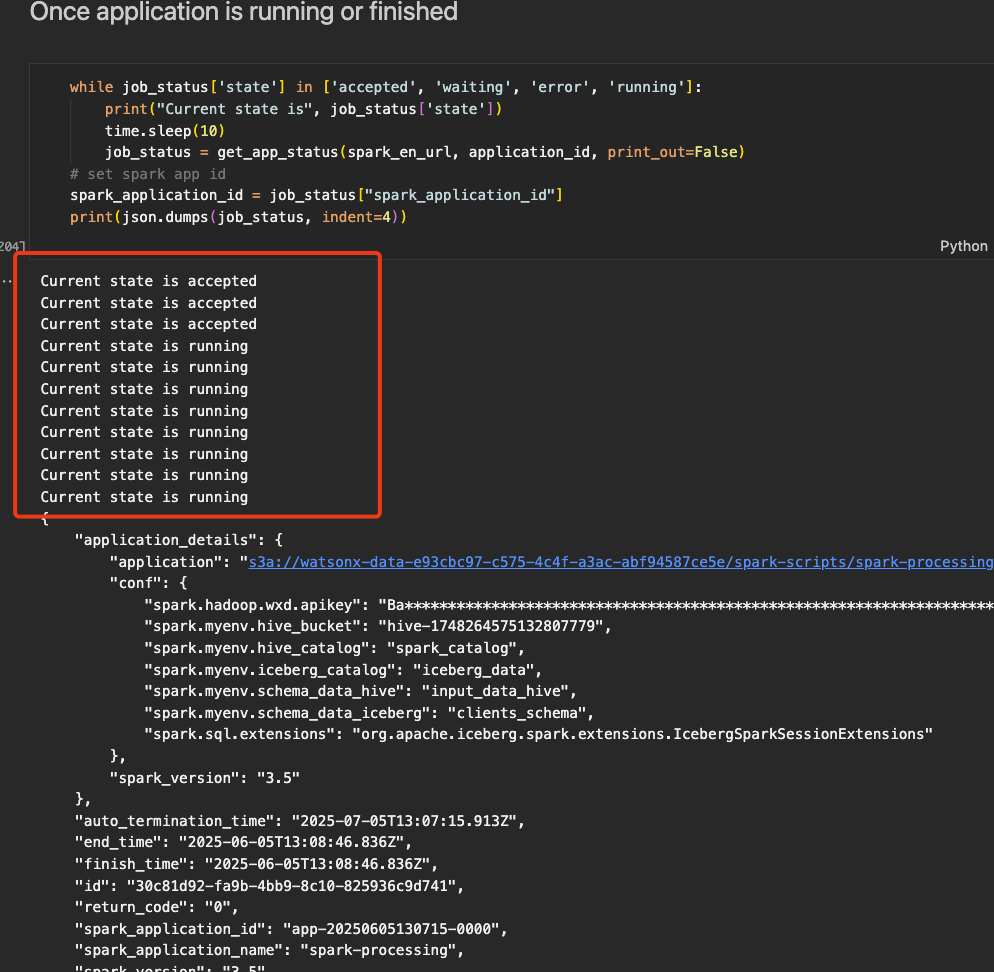 Once application is running or finished
while job_status['state'] in ['accepted', 'waiting', 'error', 'running']:
    print("Current state is", job_status['state'])
    time.sleep(10)
    job_status = get_app_status(spark_en_url, application_id, print_out=False)
# set spark app id
spark_application_id = job_status["spark_application_id"]
print(json.dumps(job_status, indent=4))
204]
Python
Current state is accepted
Current state is accepted
Current state is accepted
Current state is running
Current state is running
Current state is running
Current state is running
Current state is running
Current state is running
Current state is running
Current state is running
{
    "application_details": {
        "application": "s3a://watsonx-data-e93cbc97-c575-4c4f-a3ac-abf94587ce5e/spark-scripts/spark-processing
        "conf": {
            "spark.hadoop.wxd.apikey": "Ba********************************************************************
            "spark.myenv.hive_bucket": "hive-1748264575132807779",
            "spark.myenv.hive_catalog": "spark_catalog",
            "spark.myenv.iceberg_catalog": "iceberg_data",
            "spark.myenv.schema_data_hive": "input_data_hive",
            "spark.myenv.schema_data_iceberg": "clients_schema",
            "spark.sql.extensions": "org.apache.iceberg.spark.extensions.IcebergSparkSessionExtensions"
        },
        "spark_version": "3.5"
    },
    "auto_termination_time": "2025-07-05T13:07:15.913Z",
    "end_time": "2025-06-05T13:08:46.836Z",
    "finish_time": "2025-06-05T13:08:46.836Z",
    "id": "30c81d92-fa9b-4bb9-8c10-825936c9d741",
    "return_code": "0",
    "spark_application_id": "app-20250605130715-0000",
    "spark_application_name": "spark-processing",
    "spark_version": "3.5"